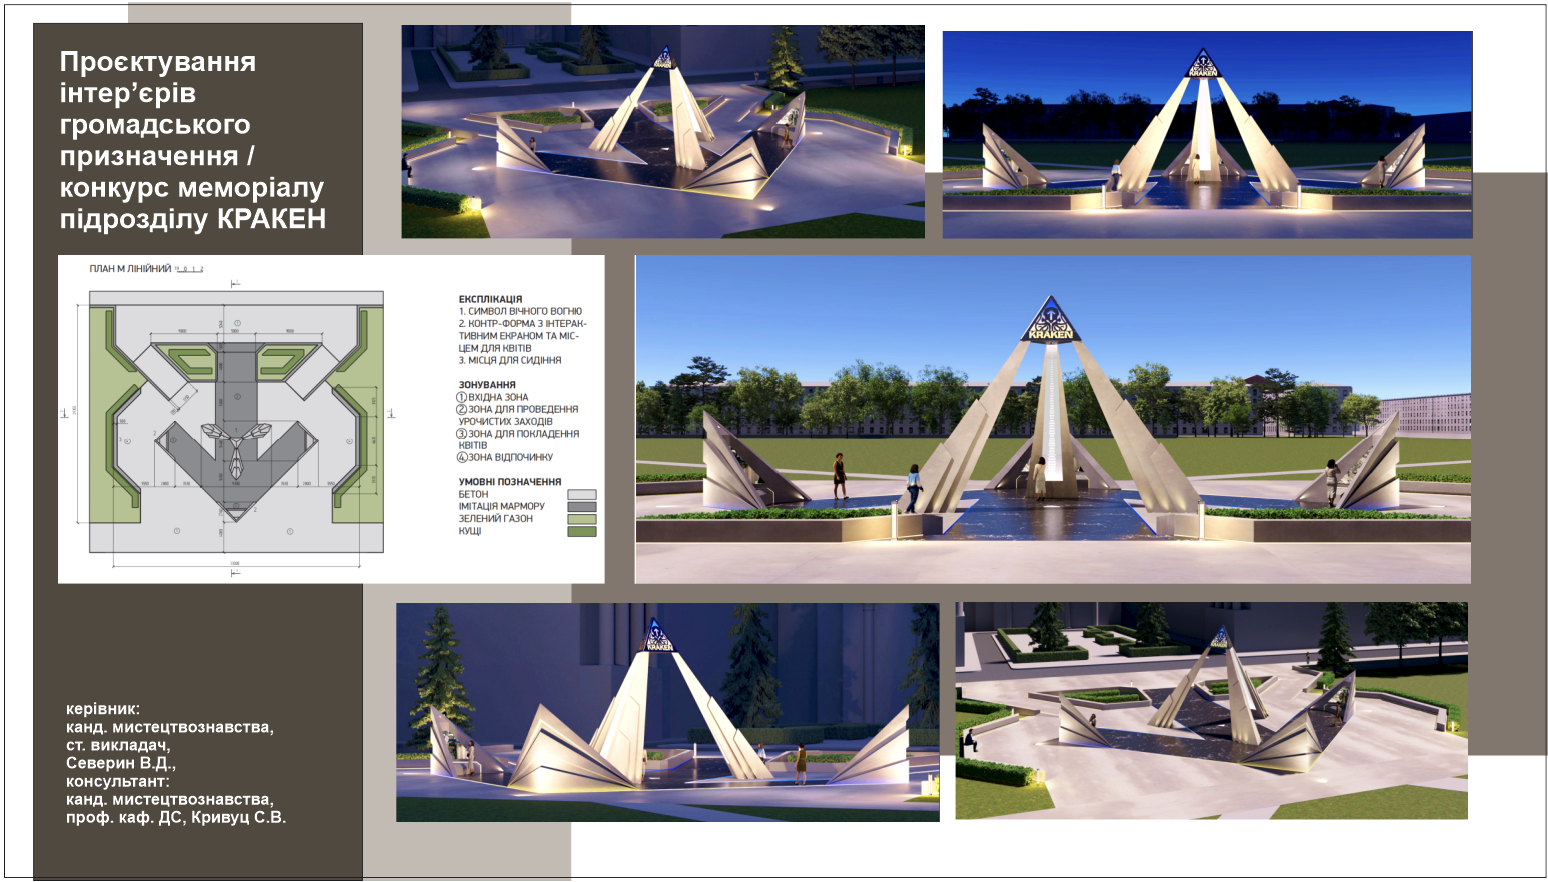 Проєктування
інтер’єрів
громадського
призначення /
конкурс меморіалу
підрозділу КРАКЕН
ПЛАН М ЛІНІЙНИЙ
ЕКСПЛІКАЦІЯ
1. СИМВОЛ ВІЧНОГО ВОГНЮ
2. КОНТР-ФОРМА З ІНТЕРАК-
ТИВНИМ ЕКРАНОМ ТА МІС-
ЦЕМ ДЛЯ КВІТІВ
3. МІСЦЯ ДЛЯ СИДІННЯ
ЗОНУВАННЯ
1 ВХІДНА ЗОНА
2 ЗОНА ДЛЯ ПРОВЕДЕННЯ
УРОЧИСТИХ ЗАХОДІВ
3 ЗОНА ДЛЯ ПОКЛАДЕННЯ
КВІТІВ
4 ЗОНА ВІДПОЧИНКУ
УМОВНІ ПОЗНАЧЕННЯ
БЕТОН
ІМІТАЦІЯ МАРМОРУ
ЗЕЛЕНИЙ ГАЗОН
КУЩІ
KRAKEN
KRAKEN
KRAKEN
KRAKEN
керівник:
канд. мистецтвознавства,
ст. викладач,
Северин В.Д.,
консультант:
канд. мистецтвознавства,
проф. каф. ДС, Кривуц С.В.